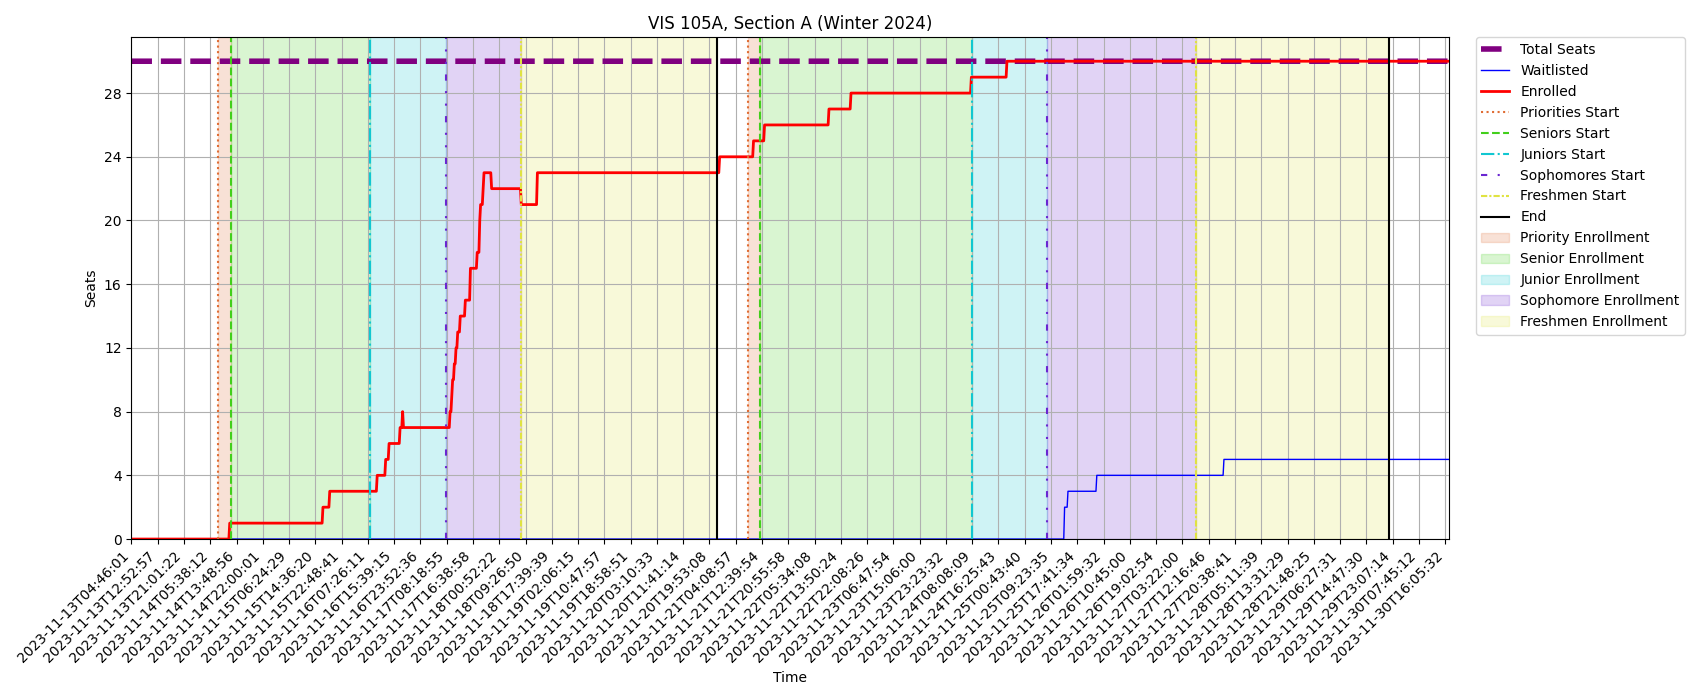 VIS 105A, Section A (Winter 2024)
Total Seats
Waitlisted
Enrolled
Priorities Start
Seniors Start
Juniors Start
Sophomores Start
Freshmen Start
End
Priority Enrollment
Senior Enrollment
Junior Enrollment
Sophomore Enrollment
Freshmen Enrollment
Seats
28
24
20
16
12
8
4
0
2023-11-13T04:46:01
2023-11-13T12:52:57
2023-11-13T21:01:22
2023-11-14T05:38:12
2023-11-14T13:48:56
2023-11-14T22:00:01
2023-11-15T06:24:29
2023-11-15T14:36:20
2023-11-15T22:48:41
2023-11-16T07:26:11
2023-11-16T15:39:15
2023-11-16T23:52:36
2023-11-17T08:18:55
2023-11-17T16:38:58
2023-11-18T00:52:22
2023-11-18T09:26:50
2023-11-18T17:39:39
2023-11-19T02:06:15
2023-11-19T10:47:57
2023-11-19T18:58:51
2023-11-20T03:10:33
2023-11-20T11:41:14
2023-11-20T19:53:08
2023-11-21T04:08:57
2023-11-21T12:39:54
2023-11-21T20:55:58
2023-11-22T05:34:08
2023-11-22T13:50:24
2023-11-22T22:08:26
2023-11-23T06:47:54
2023-11-23T15:06:00
2023-11-23T23:23:32
2023-11-24T08:08:09
2023-11-24T16:25:43
2023-11-25T00:43:40
2023-11-25T09:23:35
2023-11-25T17:41:34
2023-11-26T01:59:32
2023-11-26T10:45:00
2023-11-26T19:02:54
2023-11-27T03:22:00
2023-11-27T12:16:46
2023-11-27T20:38:41
2023-11-28T05:11:39
2023-11-28T13:31:29
2023-11-28T21:48:25
2023-11-29T06:27:31
2023-11-29T14:47:30
2023-11-29T23:07:14
2023-11-30T07:45:12
2023-11-30T16:05:32
Time